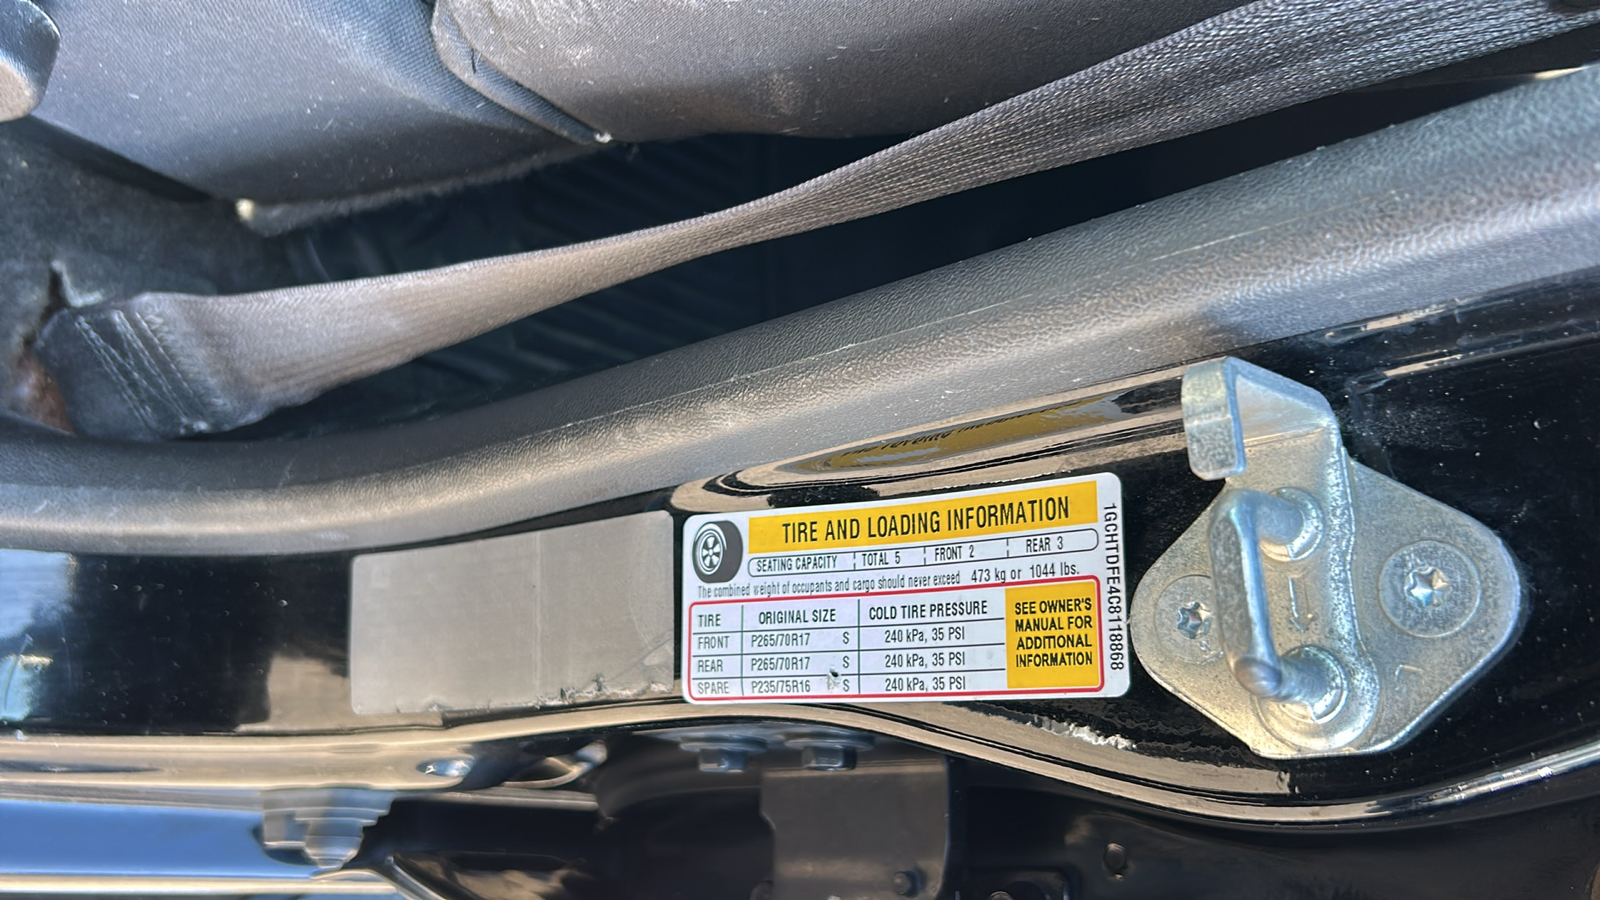 TIRE AND LOADING INFORMATION
SEATING CAPACITY TOTAL 5 FRONT 2 REAR 3
The combined weight of occupants and cargo should never exceed 473 kg or 1044 lbs.
TIRE ORIGINAL SIZE COLD TIRE PRESSURE
FRONT P265/70R17 S 240 kPa, 35 PSI
REAR P265/70R17 S 240 kPa, 35 PSI
SPARE P235/75R16 S 240 kPa, 35 PSI
SEE OWNER'S
MANUAL FOR
ADDITIONAL
INFORMATION
1GCHTDFE4C8118868